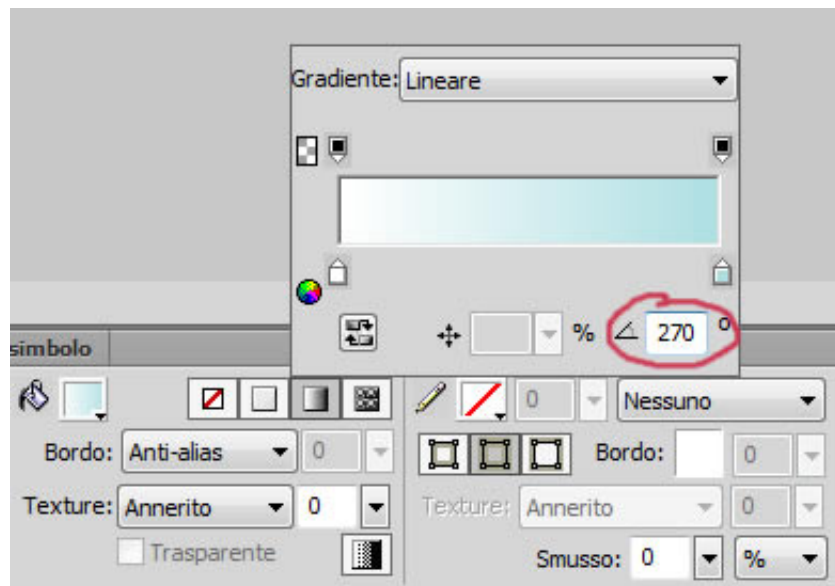 Gradiente: Lineare
% 270 °
simbolo
0 Nessuno
Bordo: Anti-alias 0 Bordo: 0
Texture: Annerito 0 Texture: Annerito 0
Trasparente Smusso: 0 %